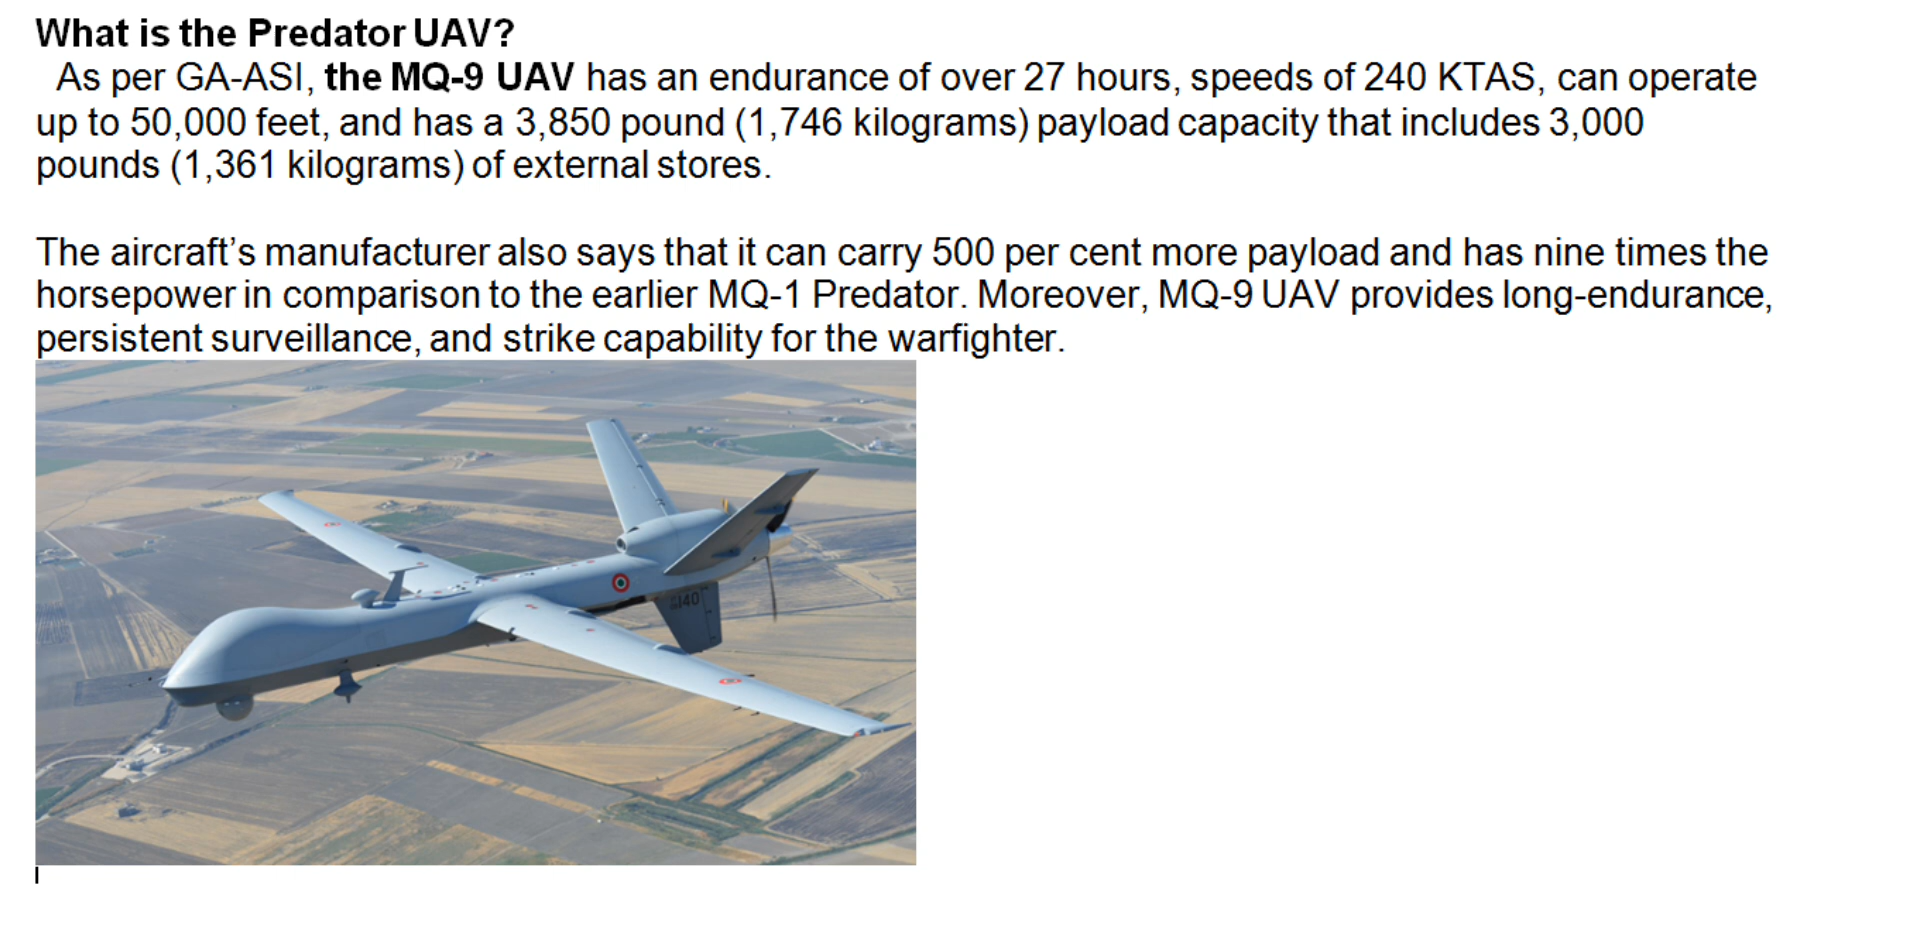 What is the Predator UAV?
As per GA-ASI, the MQ-9 UAV has an endurance of over 27 hours, speeds of 240 KTAS, can operate
up to 50,000 feet, and has a 3,850 pound (1,746 kilograms) payload capacity that includes 3,000
pounds (1,361 kilograms) of external stores.
The aircraft’s manufacturer also says that it can carry 500 per cent more payload and has nine times the
horsepower in comparison to the earlier MQ-1 Predator. Moreover, MQ-9 UAV provides long-endurance,
persistent surveillance, and strike capability for the warfighter.
140